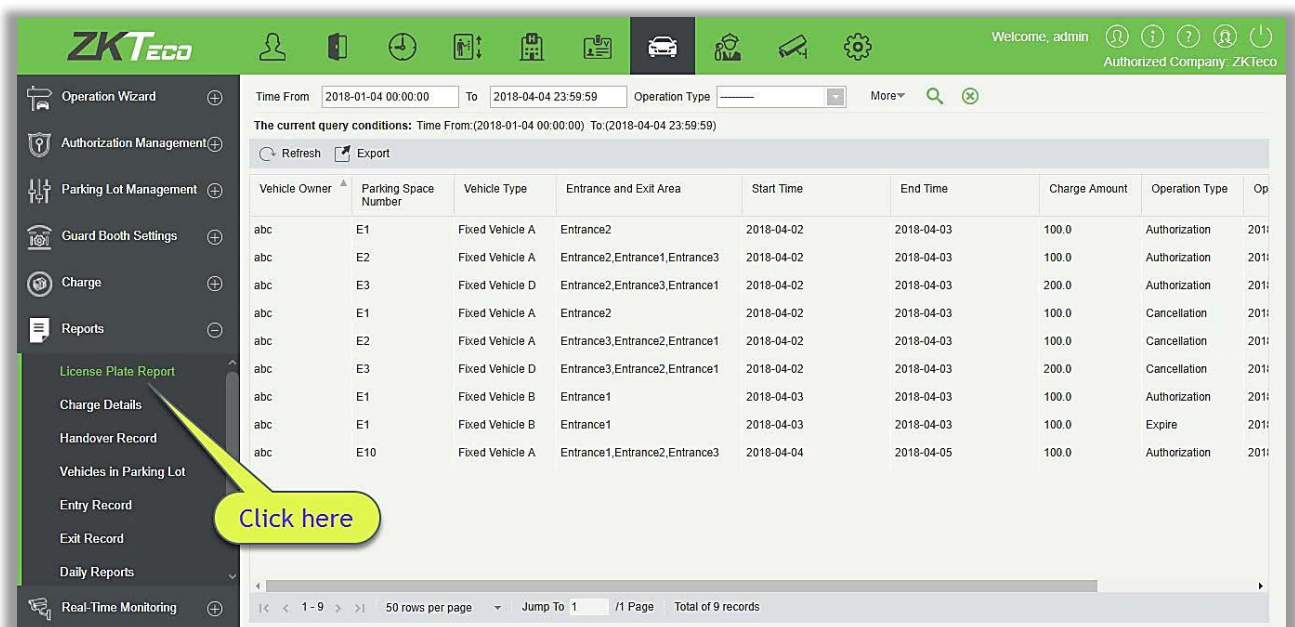 ZKTECO
Welcome, admin
Authorized Company: ZKTeco
Operation Wizard
Authorization Management
Parking Lot Management
Guard Booth Settings
Charge
Reports
License Plate Report
Charge Details
Handover Record
Vehicles in Parking Lot
Entry Record
Exit Record
Daily Reports
Real-Time Monitoring
Click here
Time From 2018-01-04 00:00:00 To 2018-04-04 23:59:59 Operation Type --------- More
The current query conditions: Time From:(2018-01-04 00:00:00) To:(2018-04-04 23:59:59)
Refresh Export
Vehicle Owner Parking Space Number Vehicle Type Entrance and Exit Area Start Time End Time Charge Amount Operation Type Op
abc E1 Fixed Vehicle A Entrance2 2018-04-02 2018-04-03 100.0 Authorization 201
abc E2 Fixed Vehicle A Entrance2,Entrance1,Entrance3 2018-04-02 2018-04-03 100.0 Authorization 201
abc E3 Fixed Vehicle D Entrance2,Entrance3,Entrance1 2018-04-02 2018-04-03 200.0 Authorization 201
abc E1 Fixed Vehicle A Entrance2 2018-04-02 2018-04-03 100.0 Cancellation 201
abc E2 Fixed Vehicle A Entrance3,Entrance2,Entrance1 2018-04-02 2018-04-03 100.0 Cancellation 201
abc E3 Fixed Vehicle D Entrance3,Entrance2,Entrance1 2018-04-02 2018-04-03 200.0 Cancellation 201
abc E1 Fixed Vehicle B Entrance1 2018-04-03 2018-04-03 100.0 Authorization 201
abc E1 Fixed Vehicle B Entrance1 2018-04-03 2018-04-03 100.0 Expire 201
abc E10 Fixed Vehicle A Entrance1,Entrance2,Entrance3 2018-04-04 2018-04-05 100.0 Authorization 201
1-9 50 rows per page Jump To 1 /1 Page Total of 9 records